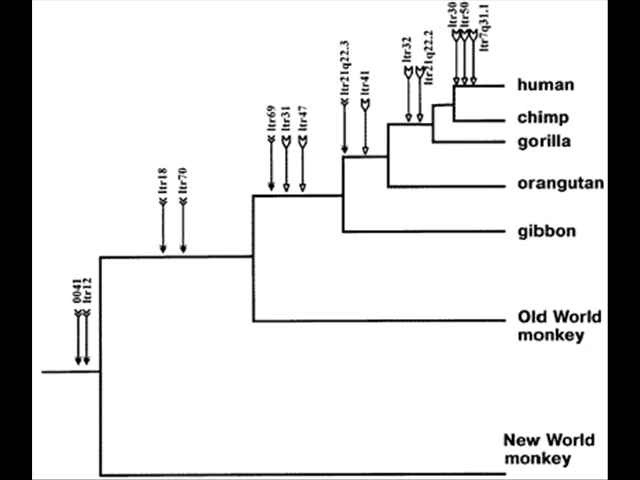 ltr30
ltr50
ltr7q31.1
ltr32
ltr21q22.2
ltr21q22.3
ltr41
human
chimp
gorilla
ltr69
ltr31
ltr47
orangutan
ltr18
ltr70
gibbon
0041
ltr12
Old World
monkey
New World
monkey